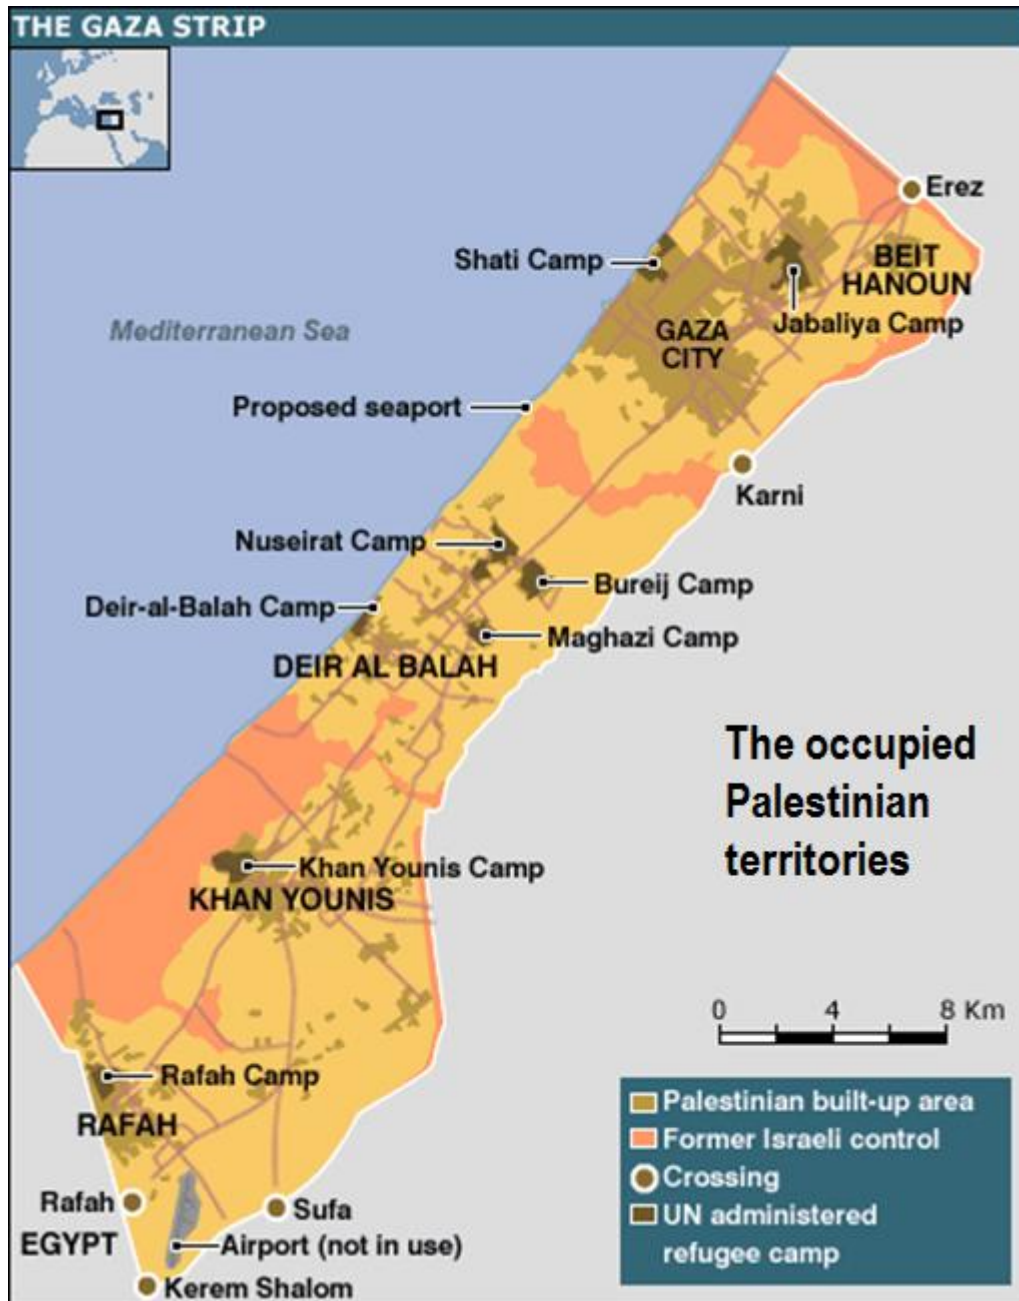 THE GAZA STRIP
Erez
Shati Camp
BEIT
HANOUN
Mediterranean Sea
GAZA
CITY
Jabaliya Camp
Proposed seaport
Karni
Nuseirat Camp
Bureij Camp
Deir-al-Balah Camp
Maghazi Camp
DEIR AL BALAH
The occupied
Palestinian
territories
Khan Younis Camp
KHAN YOUNIS
0 4 8 Km
Rafah Camp
RAFAH
Palestinian built-up area
Former Israeli control
Crossing
UN administered
refugee camp
Rafah
Sufa
EGYPT
Airport (not in use)
Kerem Shalom